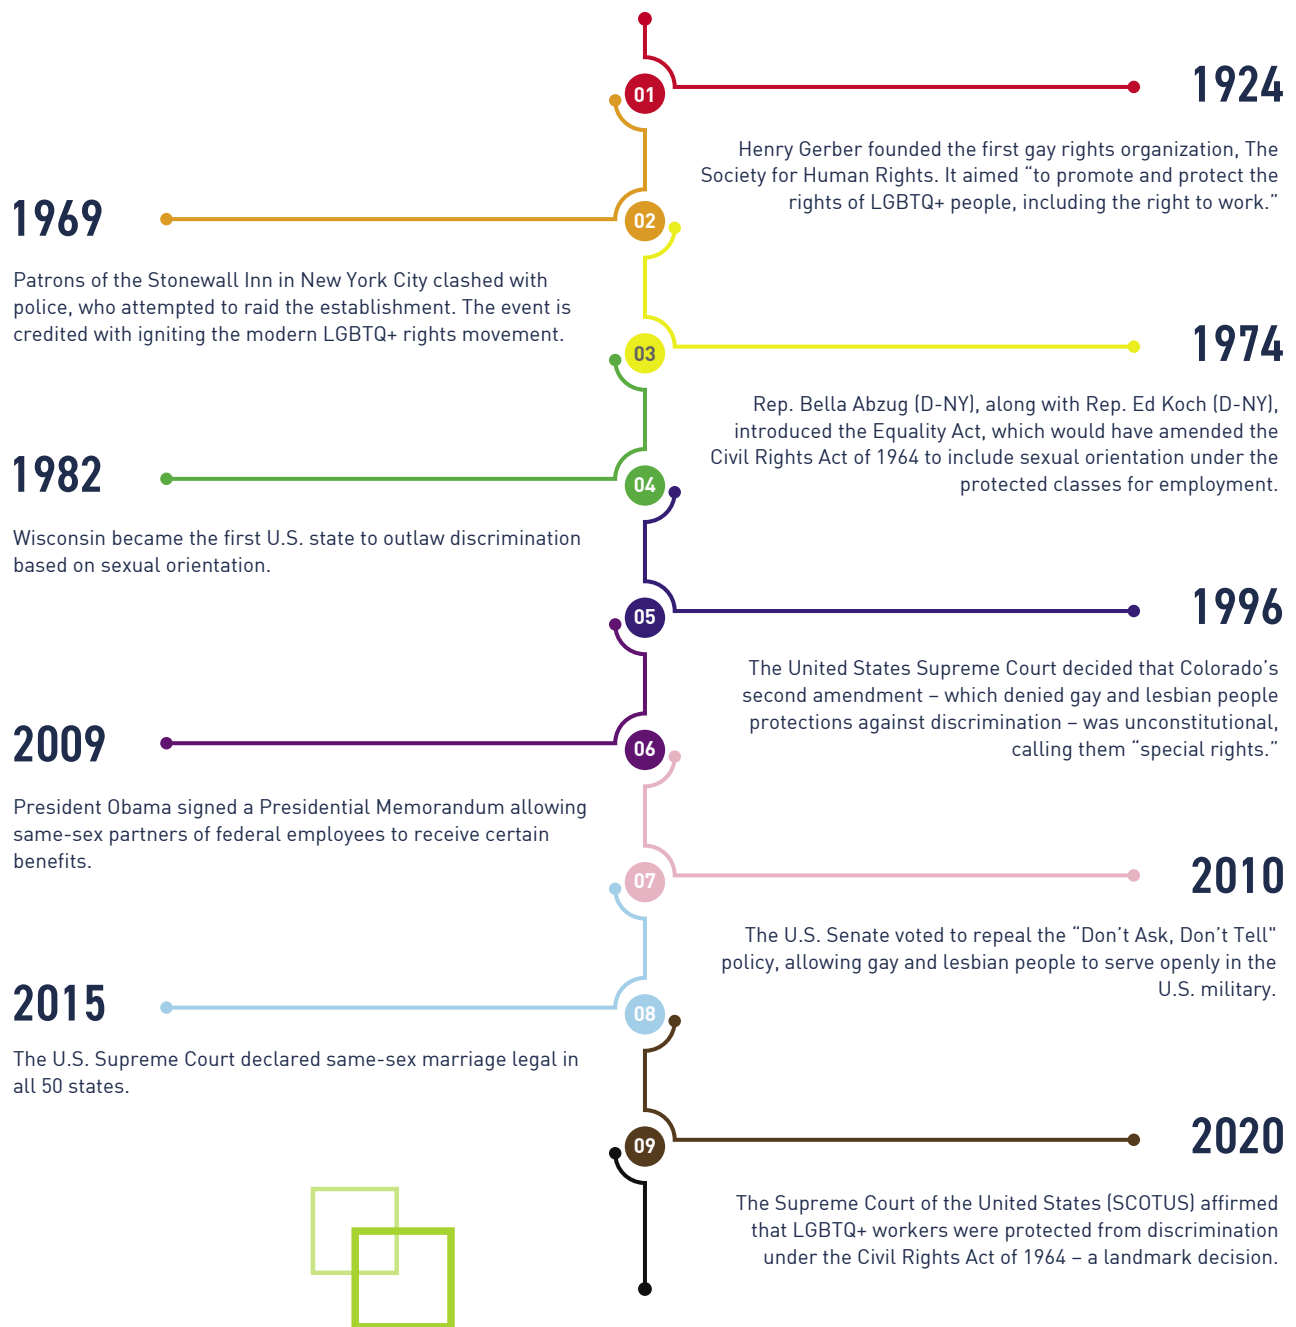 01
1924
Henry Gerber founded the first gay rights organization, The
Society for Human Rights. It aimed “to promote and protect the
rights of LGBTQ+ people, including the right to work.”
1969
02
Patrons of the Stonewall Inn in New York City clashed with
police, who attempted to raid the establishment. The event is
credited with igniting the modern LGBTQ+ rights movement.
03
1974
Rep. Bella Abzug (D-NY), along with Rep. Ed Koch (D-NY),
introduced the Equality Act, which would have amended the
Civil Rights Act of 1964 to include sexual orientation under the
protected classes for employment.
1982
04
Wisconsin became the first U.S. state to outlaw discrimination
based on sexual orientation.
05
1996
The United States Supreme Court decided that Colorado’s
second amendment – which denied gay and lesbian people
protections against discrimination – was unconstitutional,
calling them “special rights.”
2009
06
President Obama signed a Presidential Memorandum allowing
same-sex partners of federal employees to receive certain
benefits.
07
2010
The U.S. Senate voted to repeal the “Don’t Ask, Don’t Tell"
policy, allowing gay and lesbian people to serve openly in the
U.S. military.
2015
08
The U.S. Supreme Court declared same-sex marriage legal in
all 50 states.
09
2020
The Supreme Court of the United States (SCOTUS) affirmed
that LGBTQ+ workers were protected from discrimination
under the Civil Rights Act of 1964 – a landmark decision.